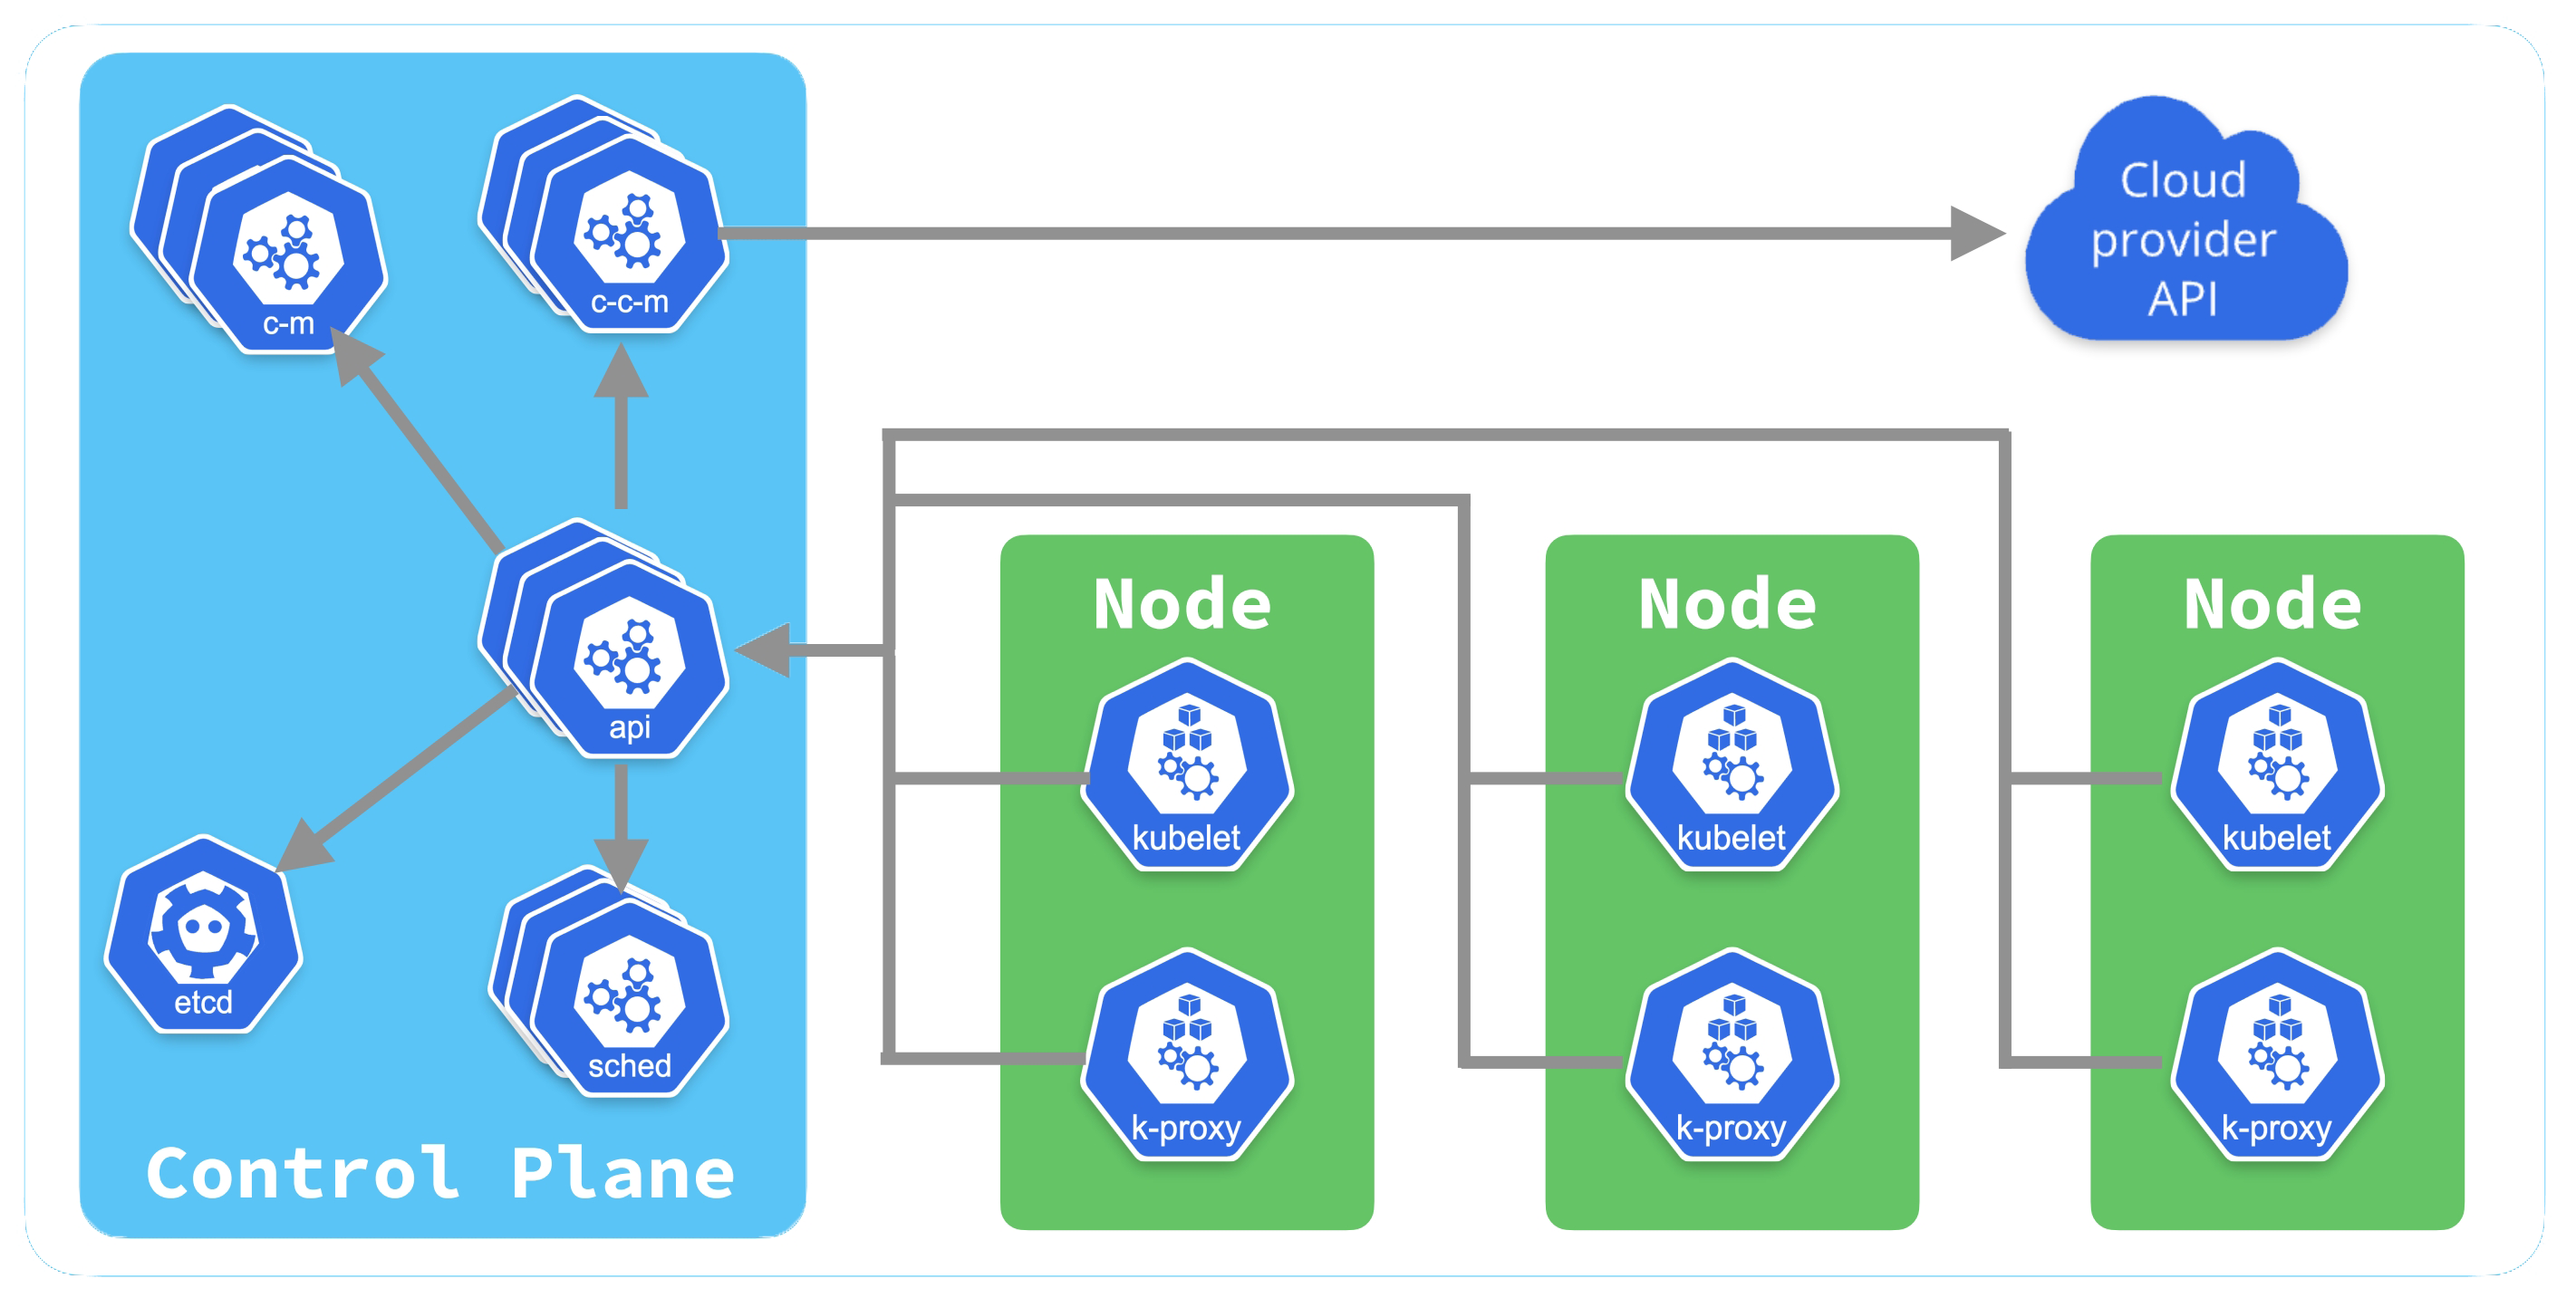 c-m
c-c-m
Cloud
provider
API
api
etcd
sched
Control Plane
Node
kubelet
k-proxy
Node
kubelet
k-proxy
Node
kubelet
k-proxy